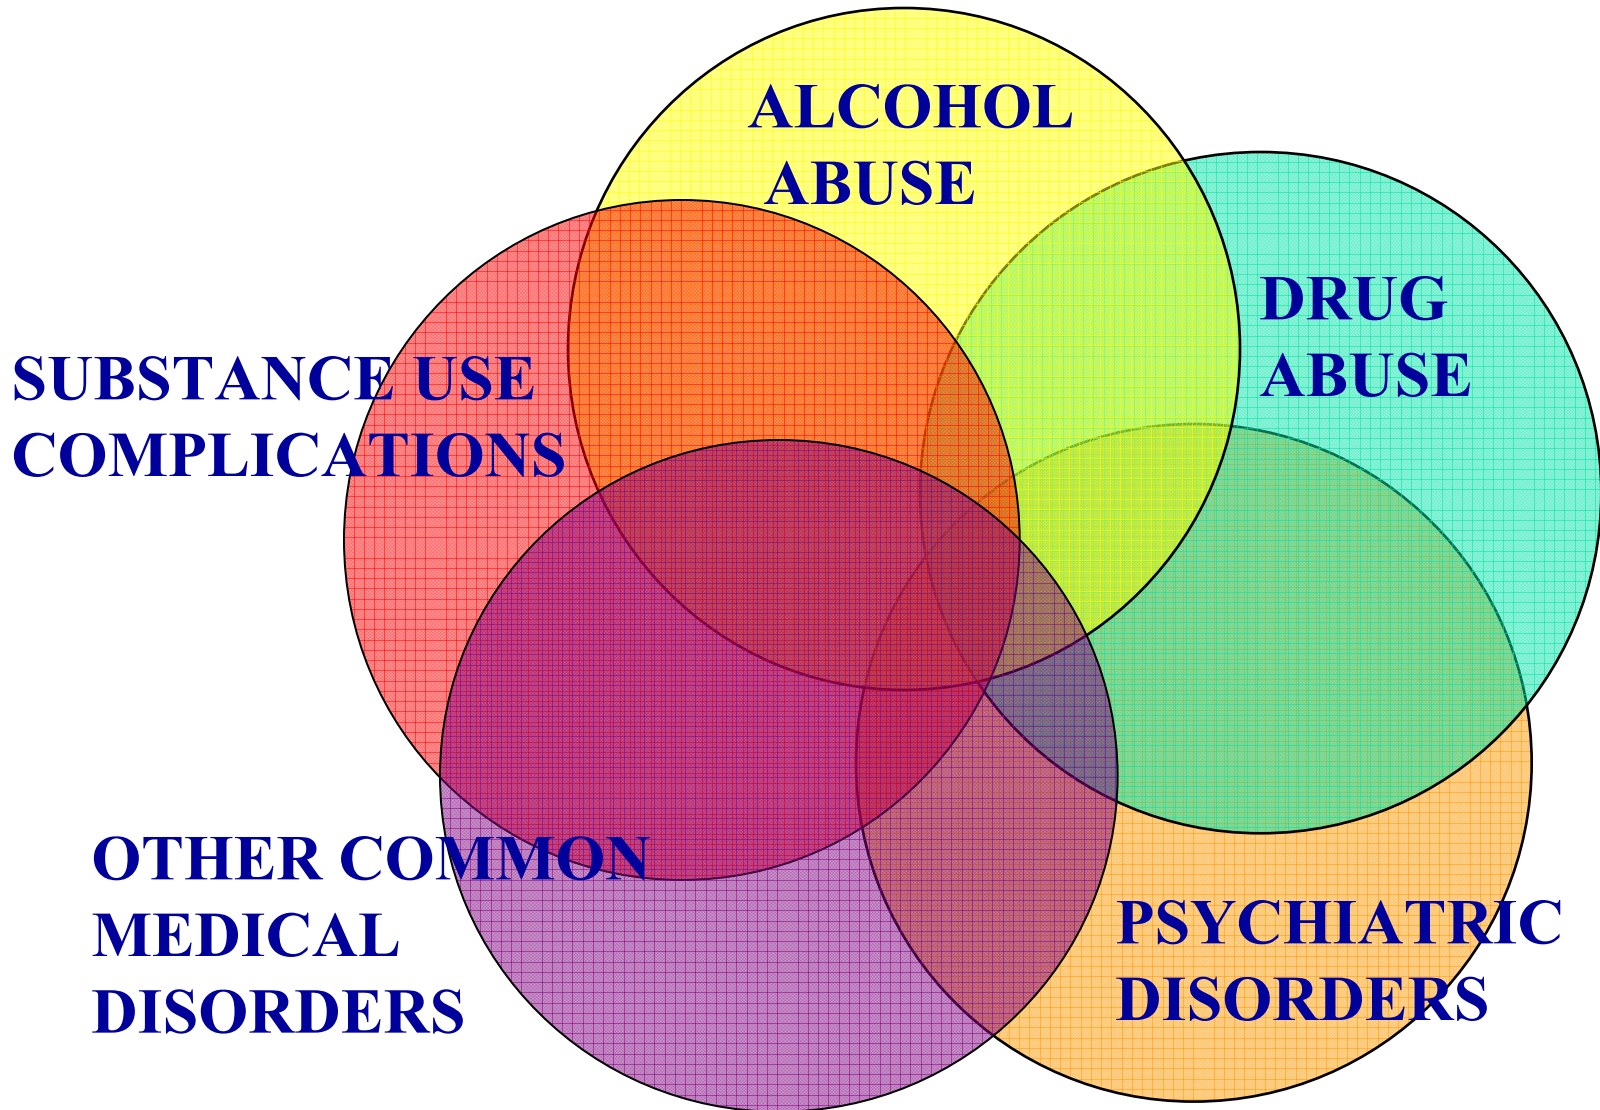 ALCOHOL
ABUSE
DRUG
ABUSE
SUBSTANCE USE
COMPLICATIONS
OTHER COMMON
MEDICAL
DISORDERS
PSYCHIATRIC
DISORDERS